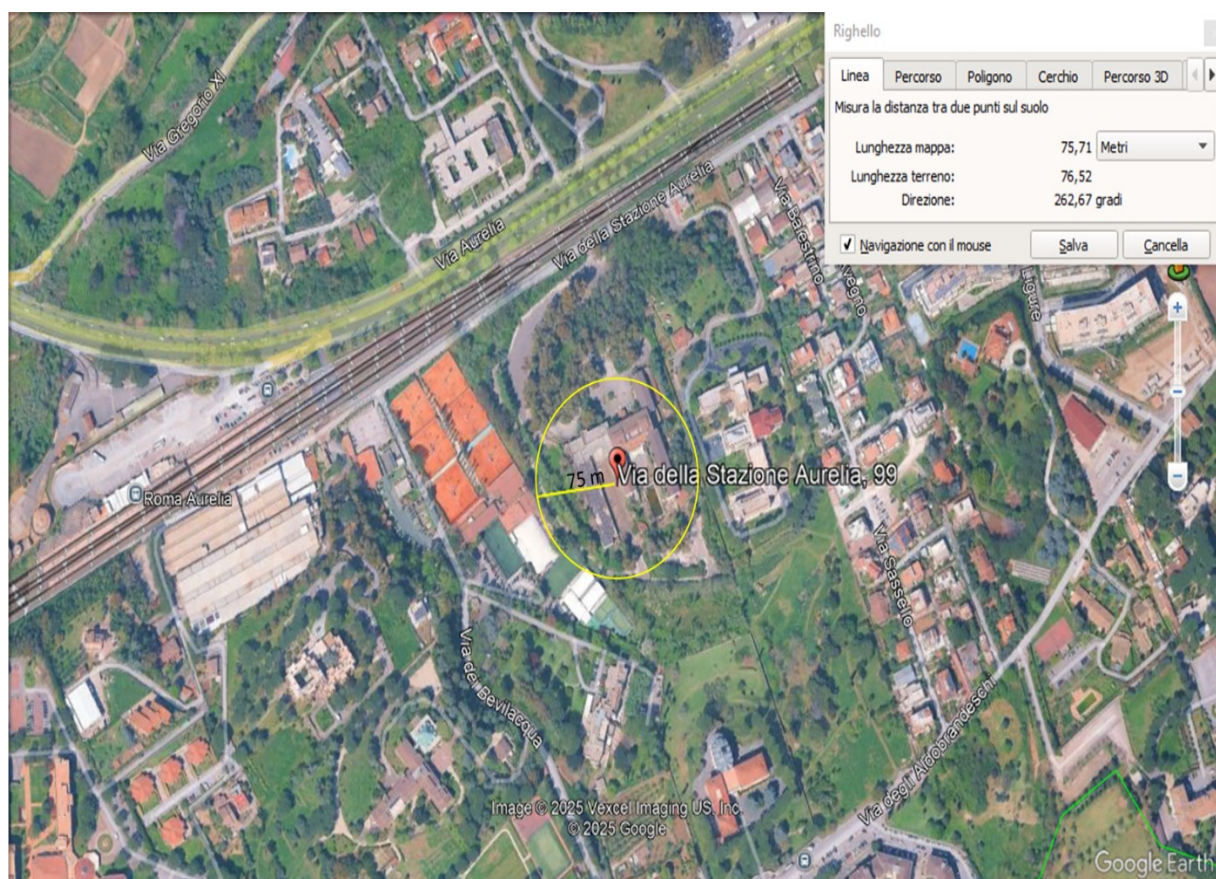 Righello
Linea Percorso Poligono Cerchio Percorso 3D
Misura la distanza tra due punti sul suolo
Lunghezza mappa: 75,71 Metri
Lunghezza terreno: 76,52
Direzione: 262,67 gradi
Navigazione con il mouse Salva Cancella
Via Gregorio XI
Via Aurelia
Via della Stazione Aurelia
Via Balestrino
vegno
Ligure
75 m
Via della Stazione Aurelia, 99
Roma Aurelia
Via Sassello
Via dei Bevilacqua
Via degli Aldobrandeschi
Image © 2025 Vexcel Imaging US, Inc.
© 2025 Google
Google Earth